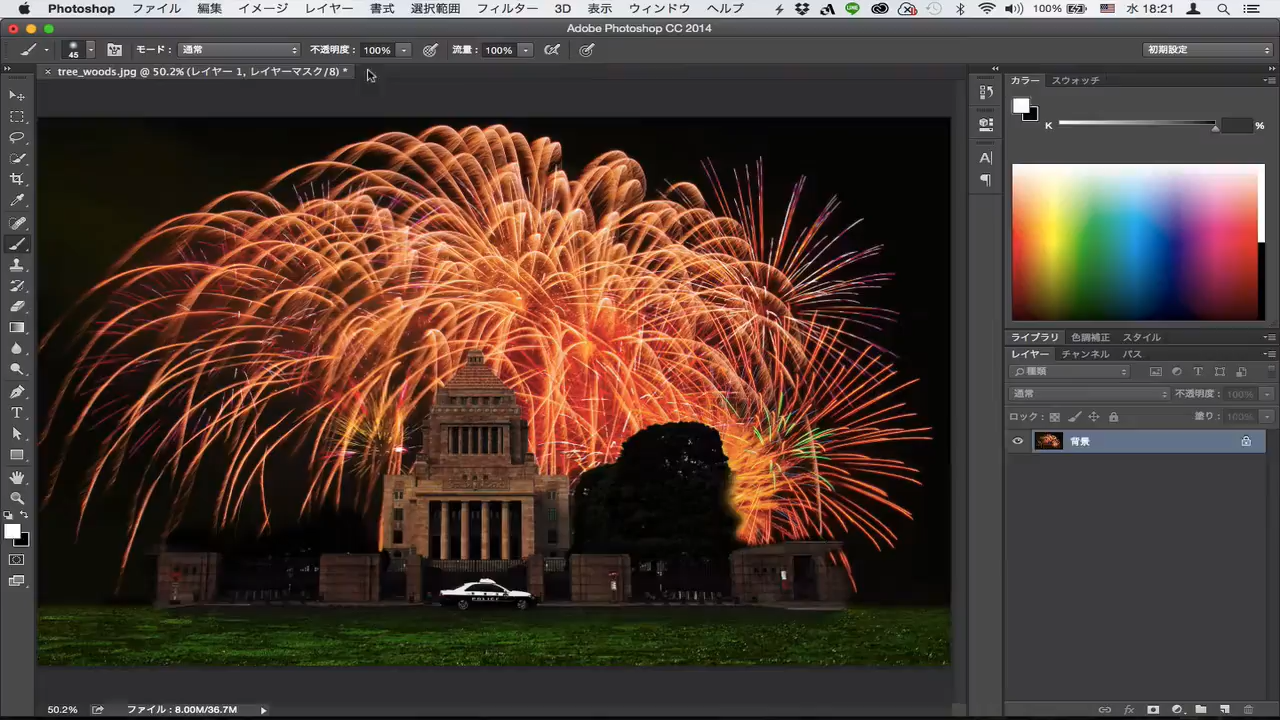 Photoshop ファイル 編集 イメージ レイヤー 書式 選択範囲 フィルター 3D 表示 ウィンドウ ヘルプ 100% 水 18:21
Adobe Photoshop CC 2014
45 モード: 通常 不透明度: 100% 流量: 100% 初期設定
× tree_woods.jpg @ 50.2% (レイヤー 1, レイヤーマスク/8) *
カラー スウォッチ
K %
ライブラリ 色調補正 スタイル
レイヤー チャンネル パス
種類
通常 不透明度: 100%
ロック: 塗り: 100%
背景
POLICE
50.2% ファイル : 8.00M/36.7M